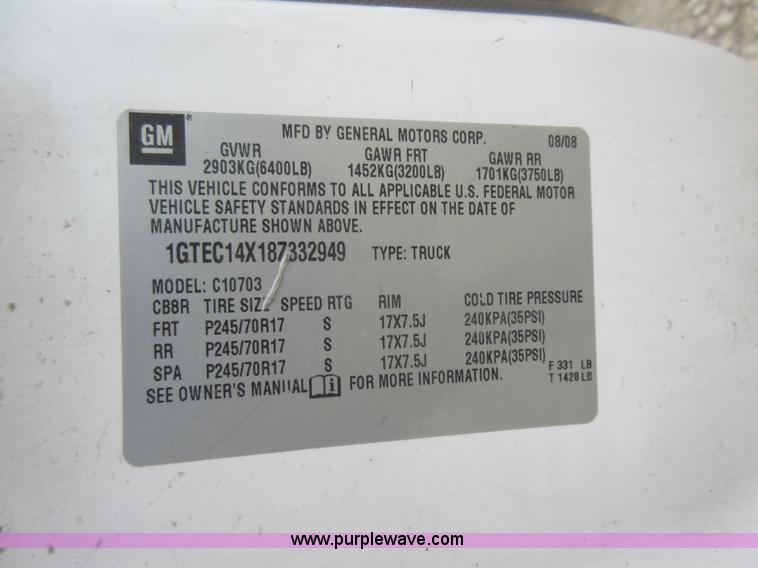 GM ®
MFD BY GENERAL MOTORS CORP. 08/08
GVWR GAWR FRT GAWR RR
2903KG(6400LB) 1452KG(3200LB) 1701KG(3750LB)
THIS VEHICLE CONFORMS TO ALL APPLICABLE U.S. FEDERAL MOTOR
VEHICLE SAFETY STANDARDS IN EFFECT ON THE DATE OF
MANUFACTURE SHOWN ABOVE.
1GTEC14X187332949 TYPE: TRUCK
MODEL: C10703
CB8R TIRE SIZE SPEED RTG RIM COLD TIRE PRESSURE
FRT P245/70R17 S 17X7.5J 240KPA(35PSI)
RR P245/70R17 S 17X7.5J 240KPA(35PSI)
SPA P245/70R17 S 17X7.5J 240KPA(35PSI)
SEE OWNER'S MANUAL FOR MORE INFORMATION.
F 331 LB
T 1428 LB
www.purplewave.com